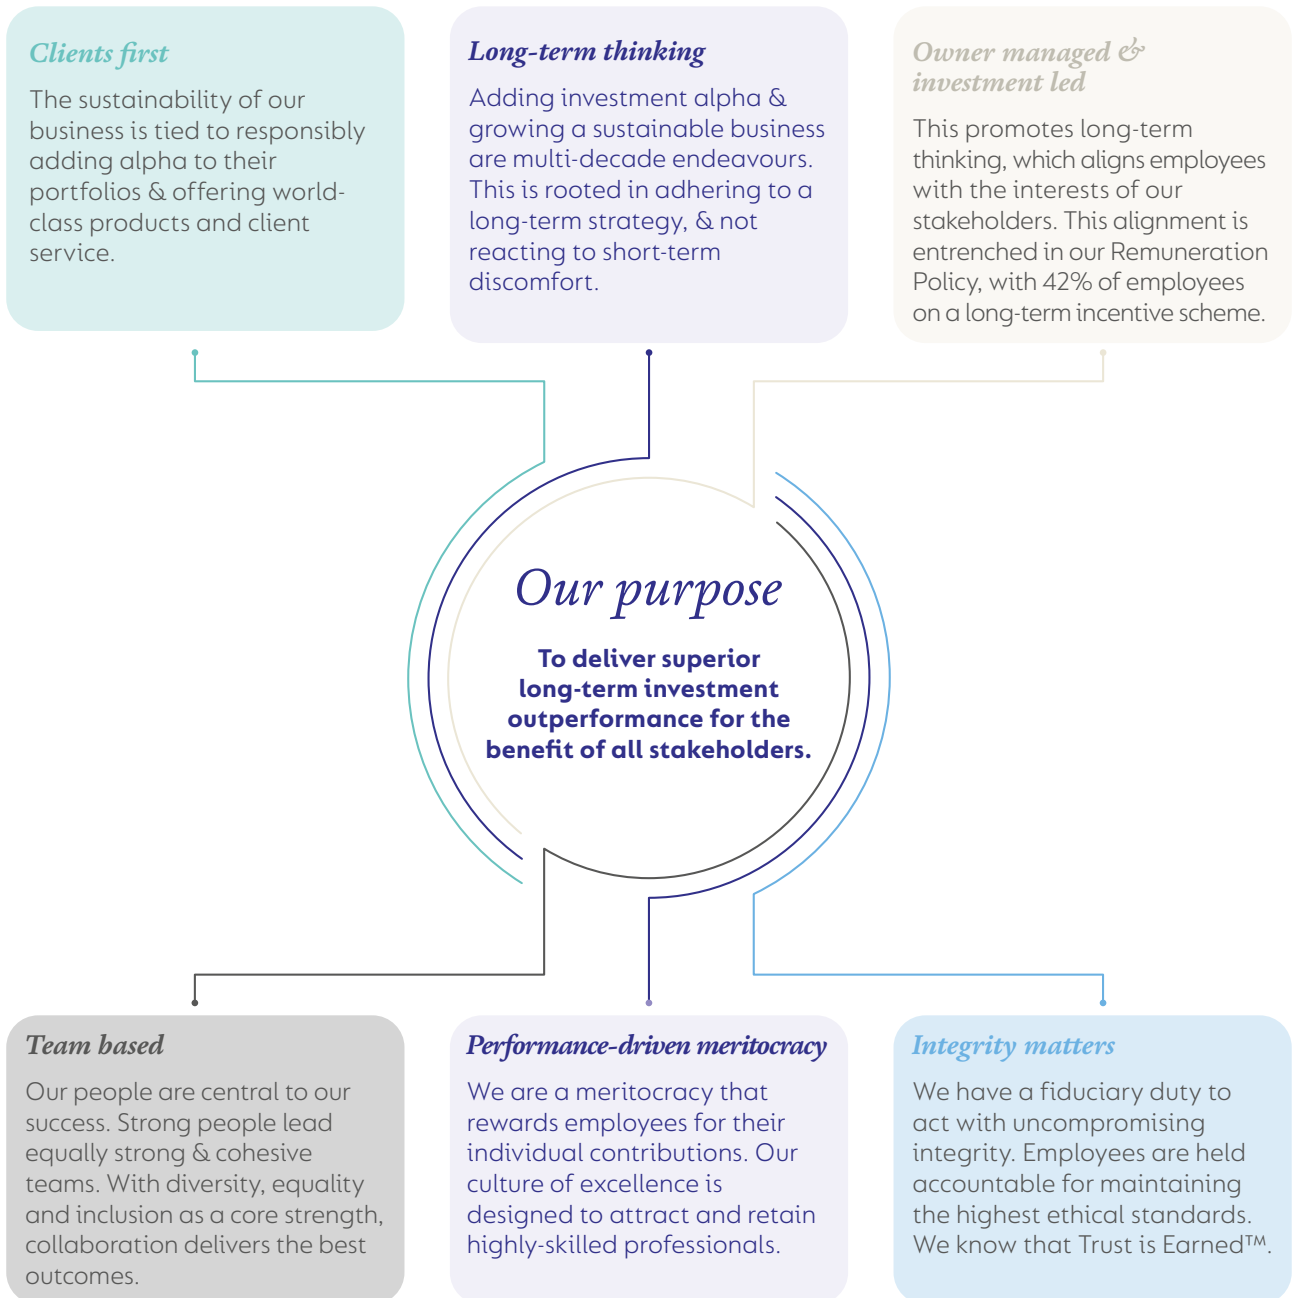 Clients first
The sustainability of our
business is tied to responsibly
adding alpha to their
portfolios & offering world-
class products and client
service.
Long-term thinking
Adding investment alpha &
growing a sustainable business
are multi-decade endeavours.
This is rooted in adhering to a
long-term strategy, & not
reacting to short-term
discomfort.
Owner managed &
investment led
This promotes long-term
thinking, which aligns employees
with the interests of our
stakeholders. This alignment is
entrenched in our Remuneration
Policy, with 42% of employees
on a long-term incentive scheme.
Our purpose
To deliver superior
long-term investment
outperformance for the
benefit of all stakeholders.
Team based
Our people are central to our
success. Strong people lead
equally strong & cohesive
teams. With diversity, equality
and inclusion as a core strength,
collaboration delivers the best
outcomes.
Performance-driven meritocracy
We are a meritocracy that
rewards employees for their
individual contributions. Our
culture of excellence is
designed to attract and retain
highly-skilled professionals.
Integrity matters
We have a fiduciary duty to
act with uncompromising
integrity. Employees are held
accountable for maintaining
the highest ethical standards.
We know that Trust is Earned™.